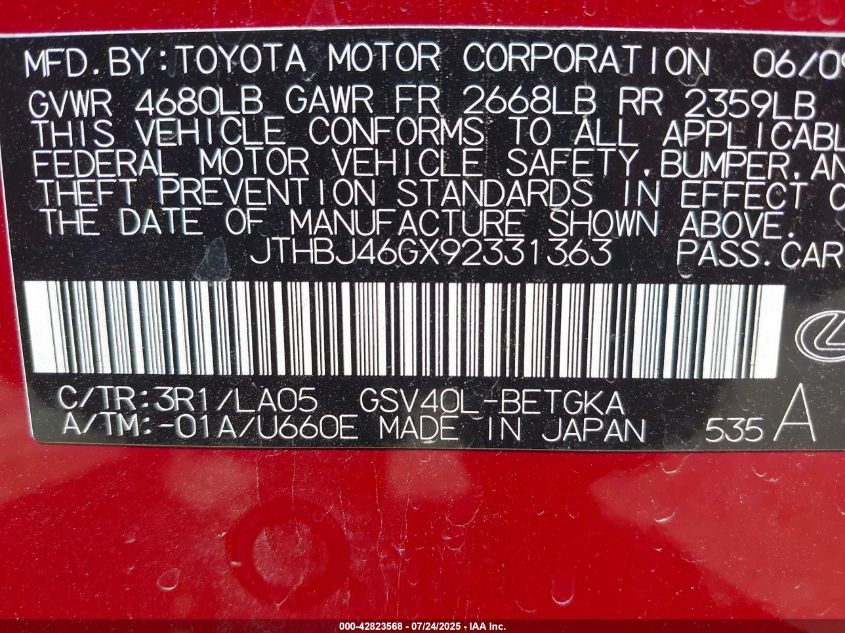 MFD. BY: TOYOTA MOTOR CORPORATION 06/09
GVWR 4680LB GAWR FR 2668LB RR 2359LB
THIS VEHICLE CONFORMS TO ALL APPLICABL
FEDERAL MOTOR VEHICLE SAFETY, BUMPER, AN
THEFT PREVENTION STANDARDS IN EFFECT O
THE DATE OF MANUFACTURE SHOWN ABOVE.
JTHBJ46GX92331363 PASS. CAR
C/TR: 3R1/LA05 GSV40L-BETGKA
A/TM: -01A/U660E MADE IN JAPAN 535 A
000-42823568 - 07/24/2025 - IAA Inc.